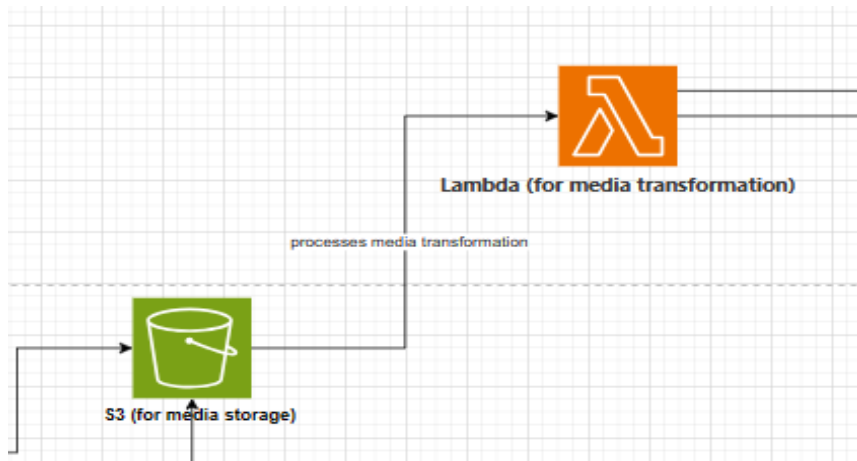 Lambda (for media transformation)
processes media transformation
S3 (for media storage)